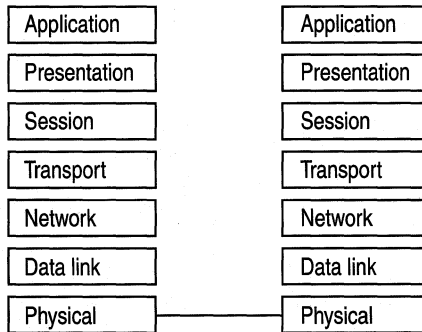 Application
Presentation
Session
Transport
Network
Data link
Physical
Application
Presentation
Session
Transport
Network
Data link
Physical